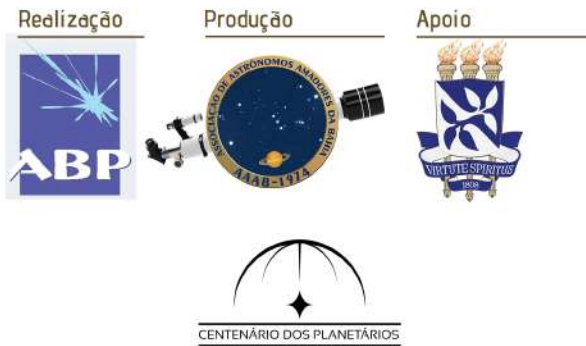 Realização
Produção
Apoio
ABP
ASSOCIAÇÃO DE ASTRÔNOMOS AMADORES DA BAHIA
AAAB-1974
VIRTUTE SPIRITUS
1808
CENTENÁRIO DOS PLANETÁRIOS